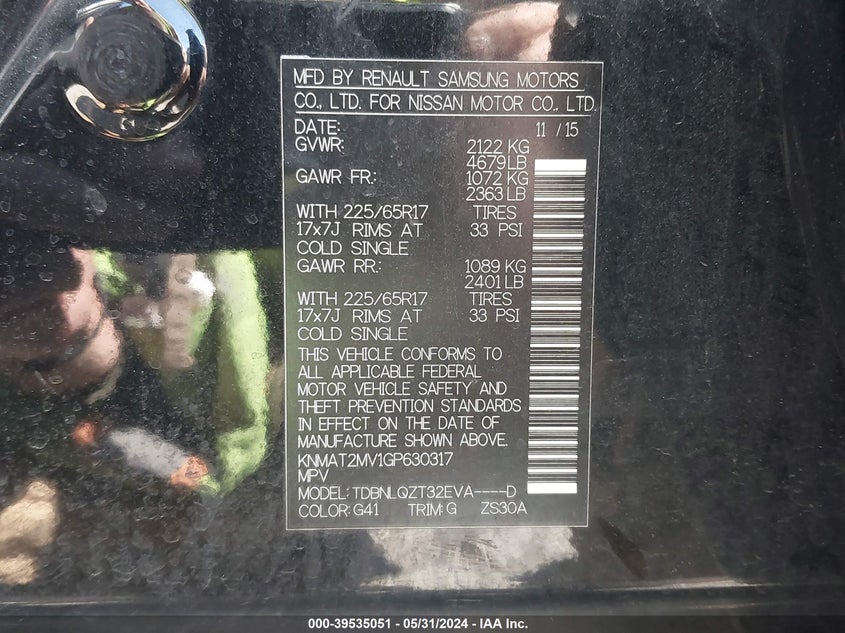 MFD BY RENAULT SAMSUNG MOTORS
CO., LTD. FOR NISSAN MOTOR CO., LTD.
DATE: 11 / 15
GVWR: 2122 KG
4679 LB
GAWR FR.: 1072 KG
2363 LB
WITH 225/65R17 TIRES
17x7J RIMS AT 33 PSI
COLD SINGLE
GAWR RR.: 1089 KG
2401 LB
WITH 225/65R17 TIRES
17x7J RIMS AT 33 PSI
COLD SINGLE
THIS VEHICLE CONFORMS TO
ALL APPLICABLE FEDERAL
MOTOR VEHICLE SAFETY AND
THEFT PREVENTION STANDARDS
IN EFFECT ON THE DATE OF
MANUFACTURE SHOWN ABOVE.
KNMAT2MV1GP630317
MPV
MODEL: TDBNLQZT32EVA----D
COLOR: G41 TRIM: G ZS30A
000-39535051 - 05/31/2024 - IAA Inc.